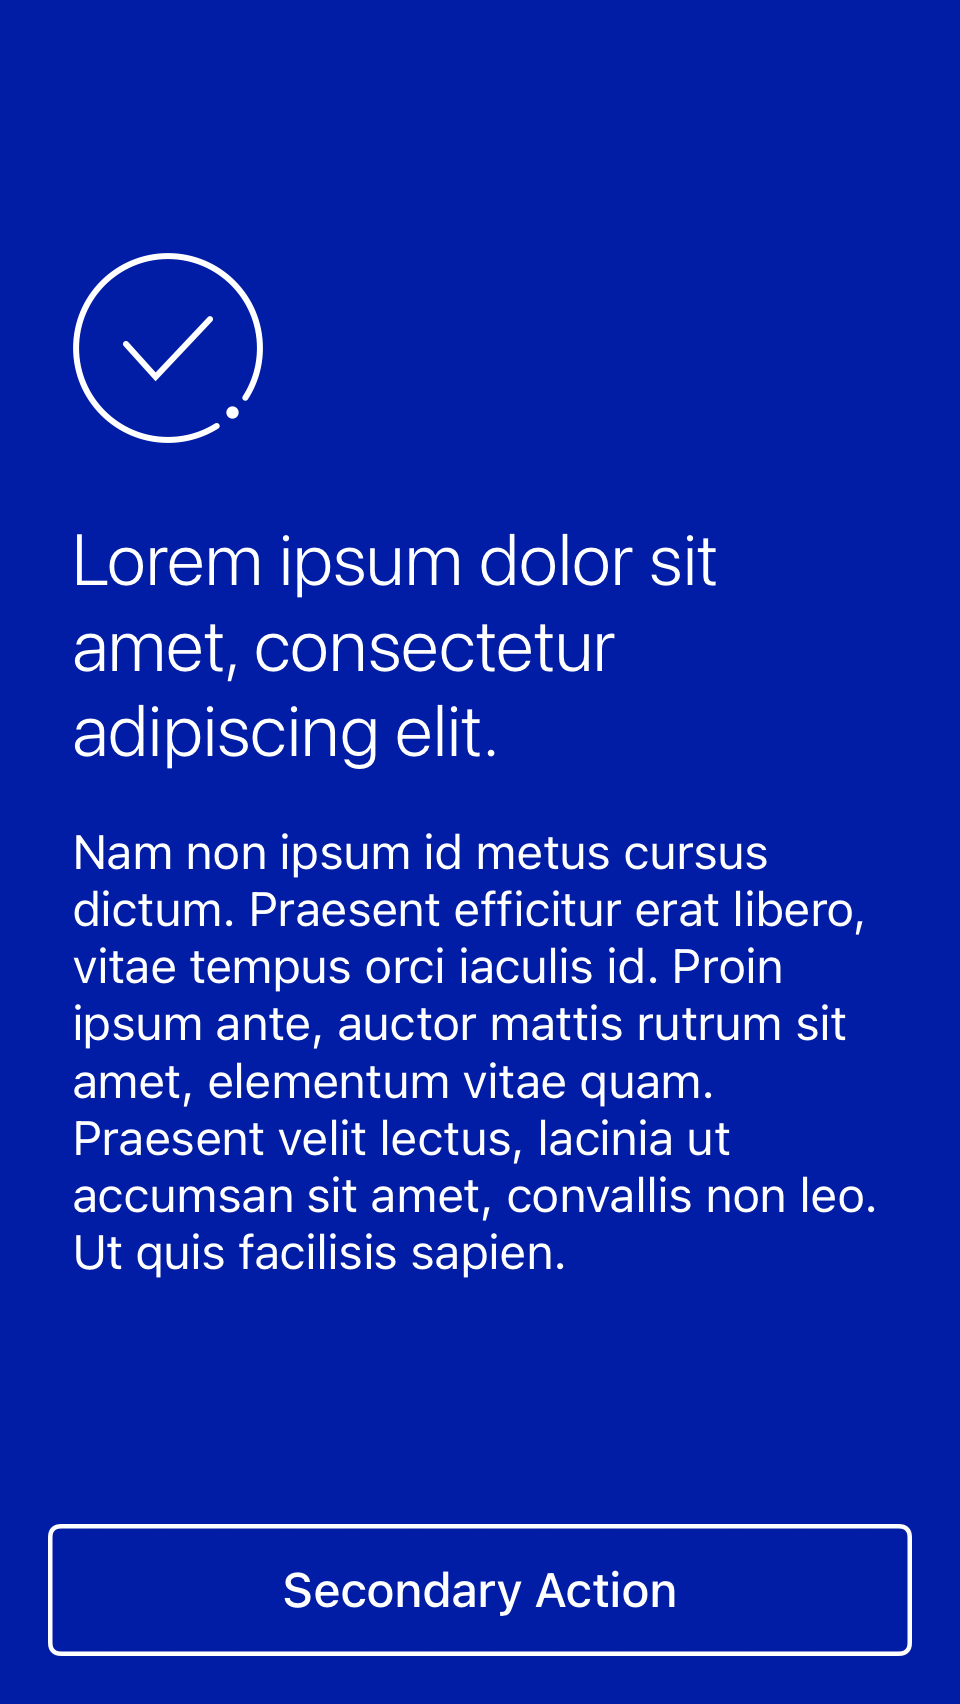 Lorem ipsum dolor sit
amet, consectetur
adipiscing elit.
Nam non ipsum id metus cursus
dictum. Praesent efficitur erat libero,
vitae tempus orci iaculis id. Proin
ipsum ante, auctor mattis rutrum sit
amet, elementum vitae quam.
Praesent velit lectus, lacinia ut
accumsan sit amet, convallis non leo.
Ut quis facilisis sapien.
Secondary Action